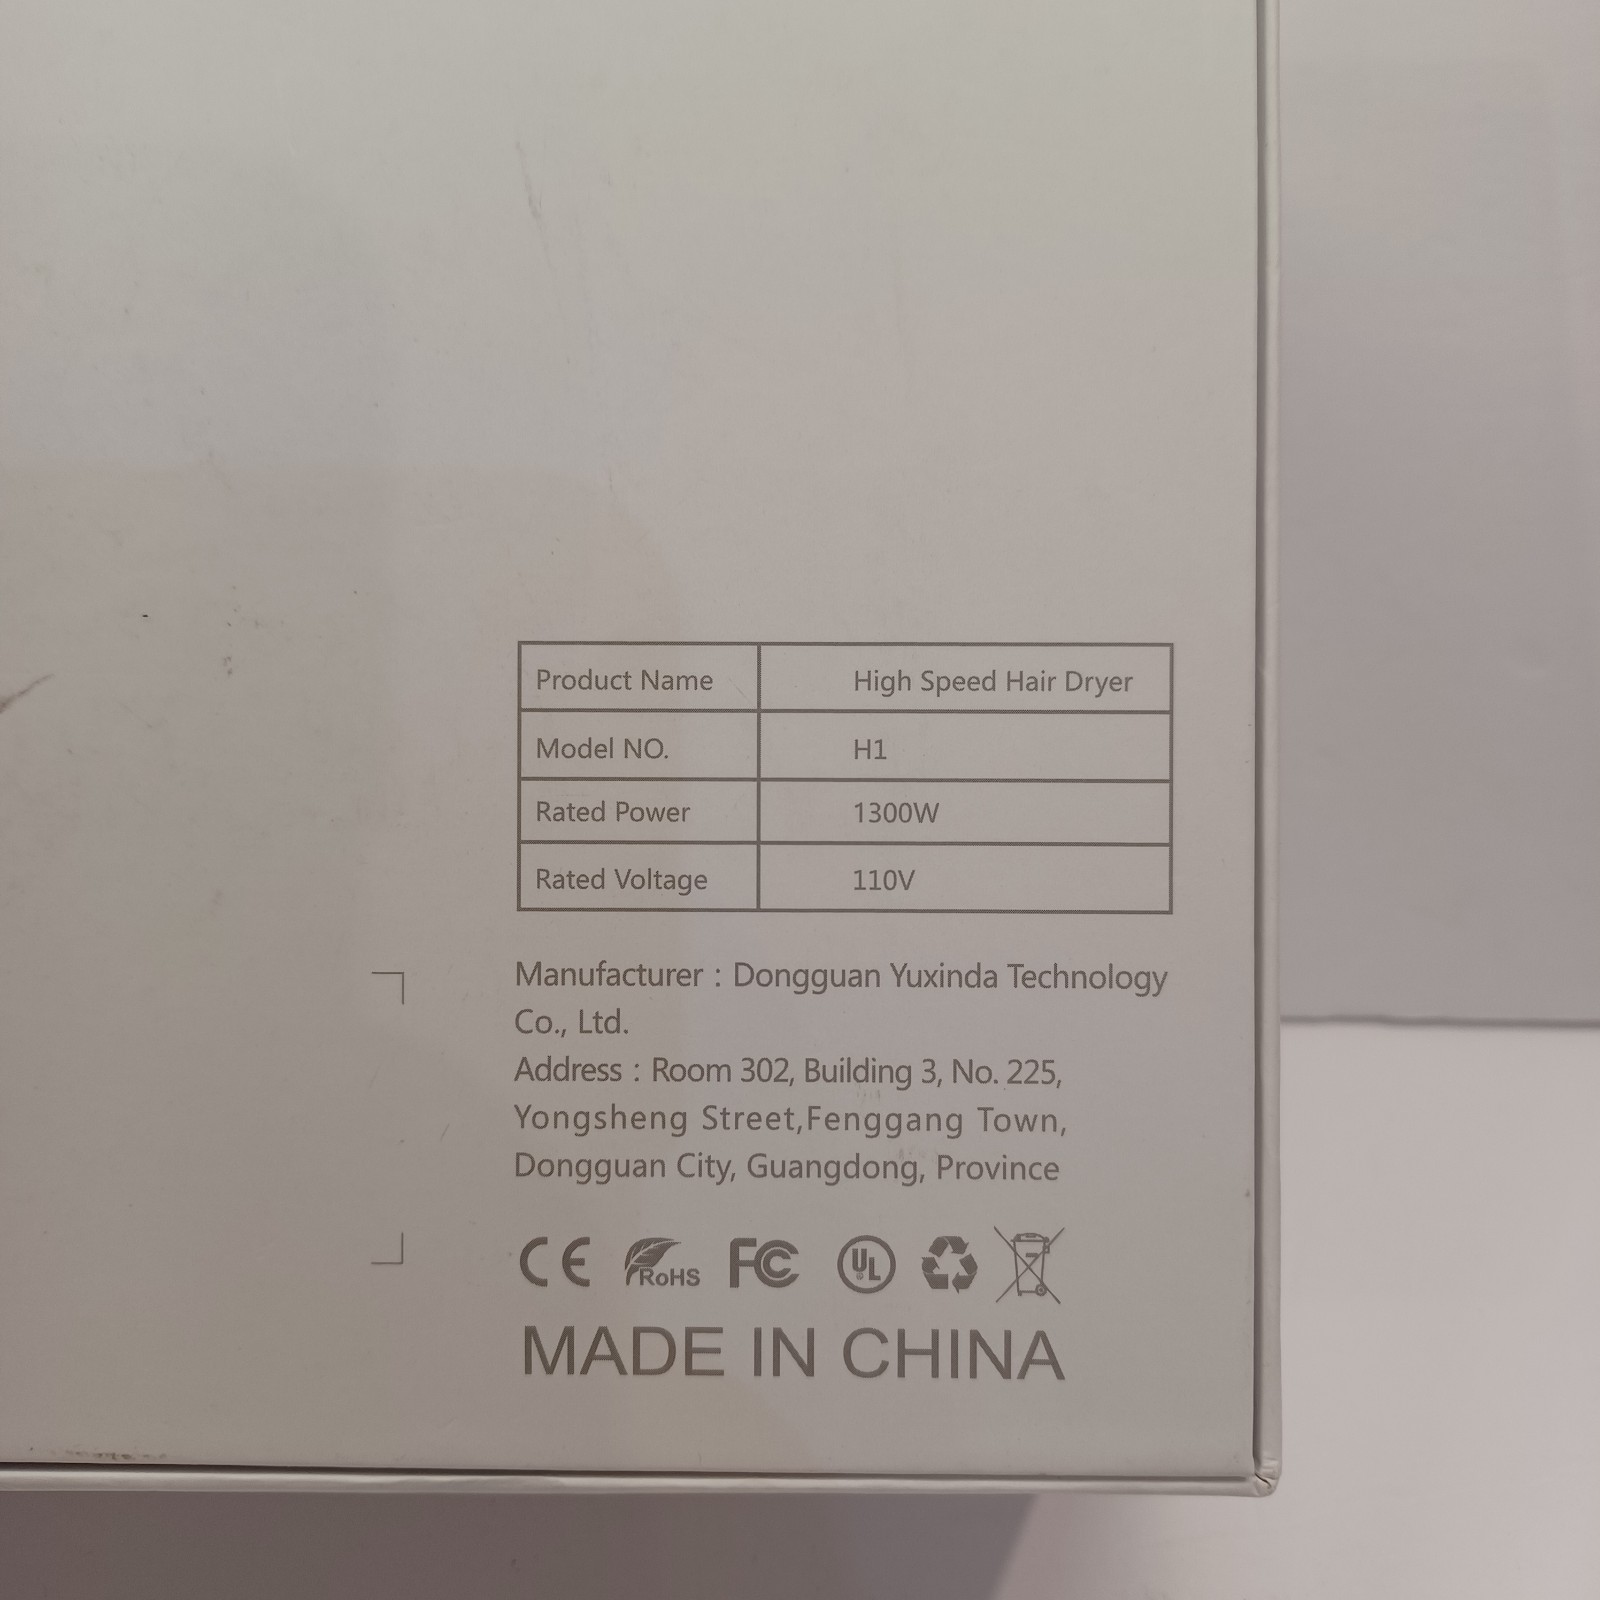 Product Name High Speed Hair Dryer
Model NO. H1
Rated Power 1300W
Rated Voltage 110V
Manufacturer : Dongguan Yuxinda Technology
Co., Ltd.
Address : Room 302, Building 3, No. 225,
Yongsheng Street,Fenggang Town,
Dongguan City, Guangdong, Province
CE RoHS FC UL
MADE IN CHINA